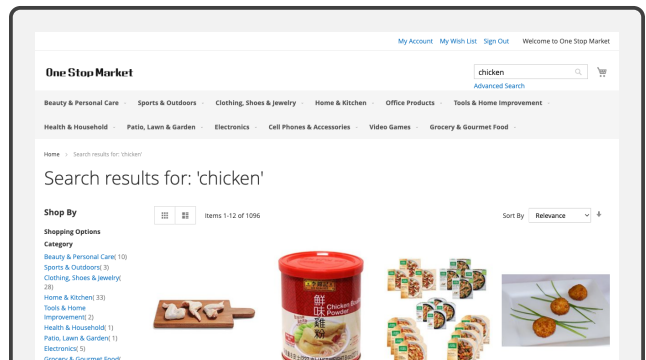 My Account My Wish List Sign Out Welcome to One Stop Market
One Stop Market
chicken
Advanced Search
Beauty & Personal Care Sports & Outdoors Clothing, Shoes & Jewelry Home & Kitchen Office Products Tools & Home Improvement
Health & Household Patio, Lawn & Garden Electronics Cell Phones & Accessories Video Games Grocery & Gourmet Food
Home > Search results for: 'chicken'
Search results for: 'chicken'
Shop By
Items 1-12 of 1096
Sort By Relevance
Shopping Options
Category
Beauty & Personal Care( 10)
Sports & Outdoors( 3)
Clothing, Shoes & Jewelry(
28)
Home & Kitchen( 33)
Tools & Home
Improvement( 2)
Health & Household( 1)
Patio, Lawn & Garden( 1)
Electronics( 5)
Grocery & Gourmet Food(
鮮味雞粉
Chicken
Powder